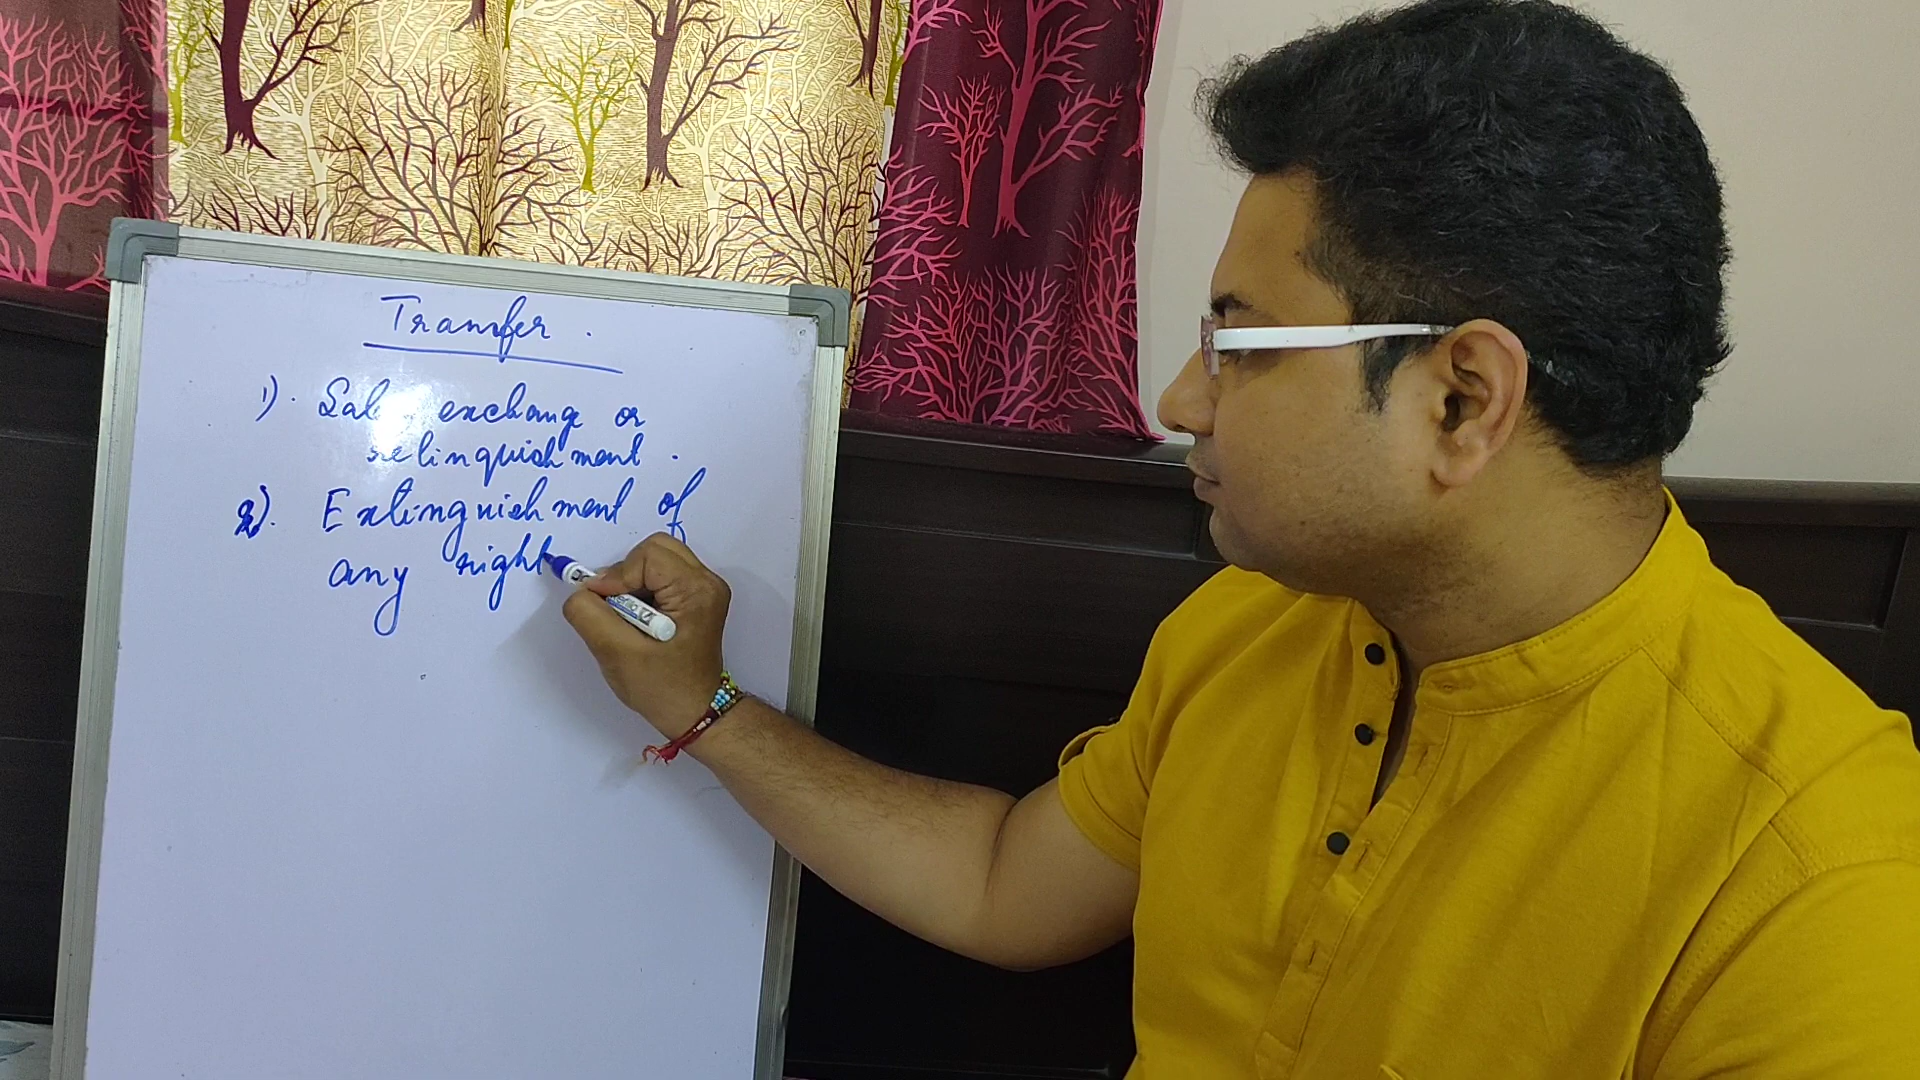 Transfer.
1). Sale exchange or
relinquishment.
2). Extinguishment of
any right